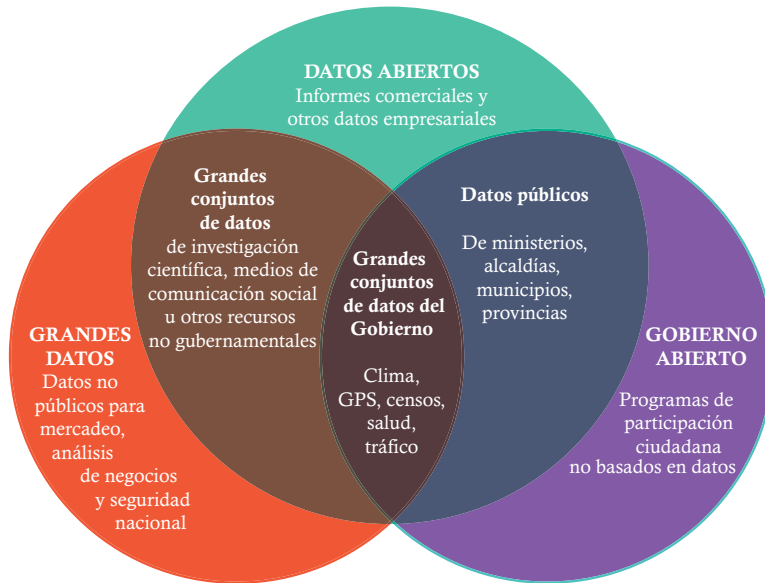 DATOS ABIERTOS
Informes comerciales y
otros datos empresariales
Grandes
conjuntos
de datos
de investigación
científica, medios de
comunicación social
u otros recursos
no gubernamentales
Datos públicos
De ministerios,
alcaldías,
municipios,
provincias
Grandes
conjuntos
de datos del
Gobierno
Clima,
GPS, censos,
salud,
tráfico
GRANDES
DATOS
Datos no
públicos para
mercadeo,
análisis
de negocios
y seguridad
nacional
GOBIERNO
ABIERTO
Programas de
participación
ciudadana
no basados en datos